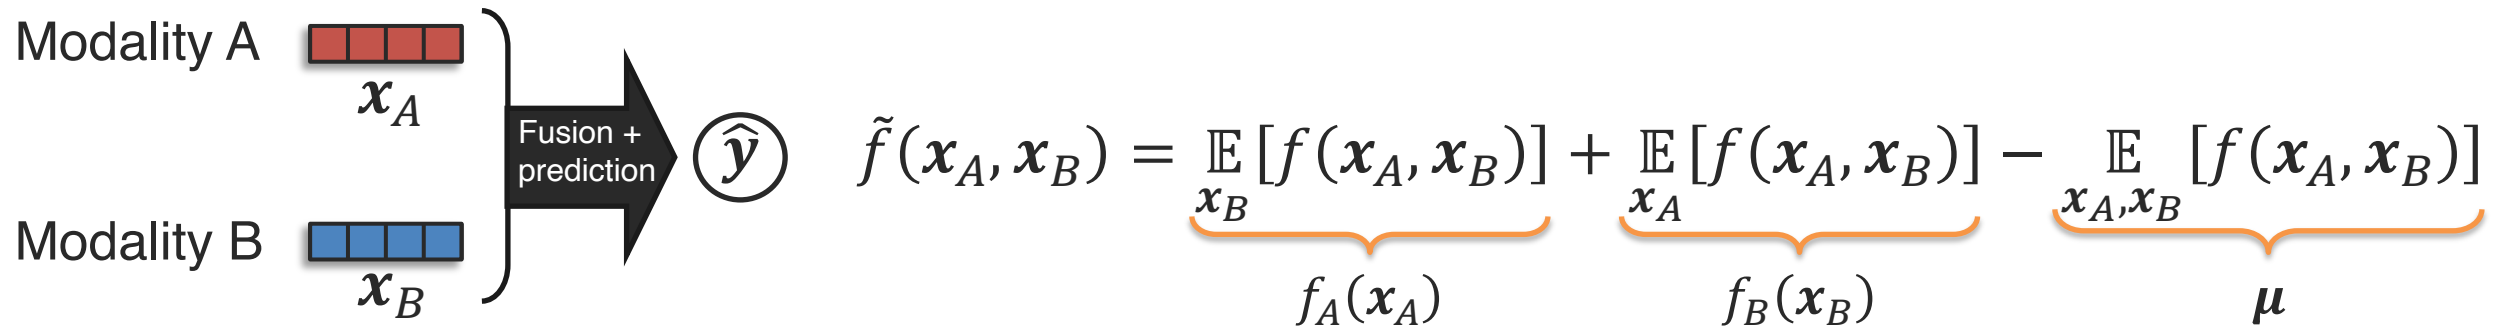 Modality A
x_A
Fusion +
prediction
Modality B
x_B
ŷ
f̃(x_A, x_B) = 𝔼_{x_B}[f(x_A, x_B)] + 𝔼_{x_A}[f(x_A, x_B)] − 𝔼_{x_A,x_B}[f(x_A, x_B)]
f_A(x_A) f_B(x_B) μ